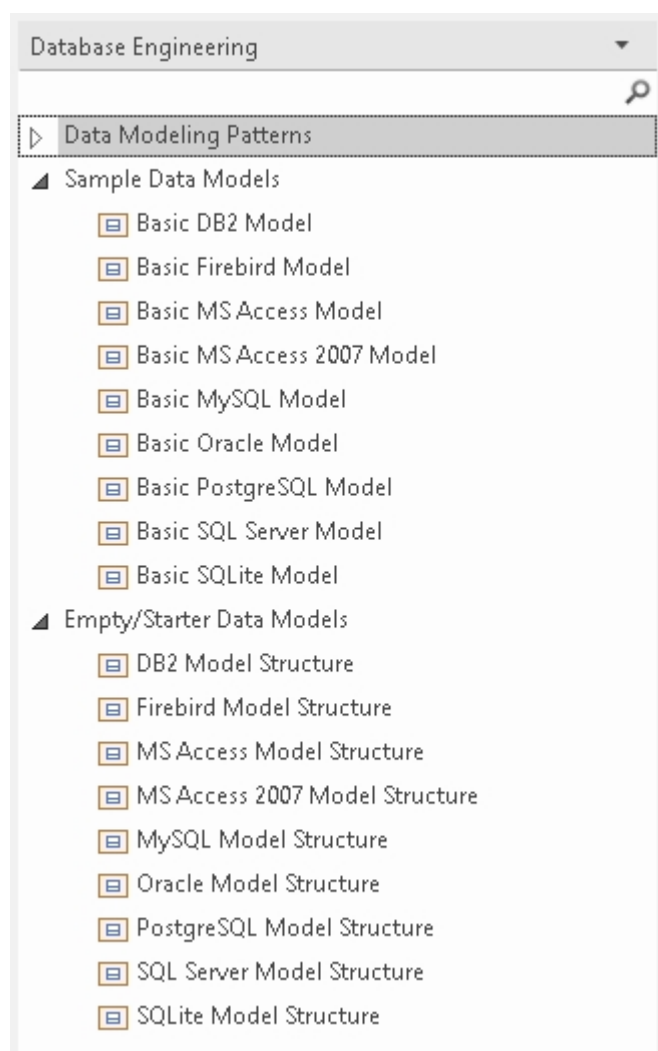 Database Engineering
Data Modeling Patterns
Sample Data Models
Basic DB2 Model
Basic Firebird Model
Basic MS Access Model
Basic MS Access 2007 Model
Basic MySQL Model
Basic Oracle Model
Basic PostgreSQL Model
Basic SQL Server Model
Basic SQLite Model
Empty/Starter Data Models
DB2 Model Structure
Firebird Model Structure
MS Access Model Structure
MS Access 2007 Model Structure
MySQL Model Structure
Oracle Model Structure
PostgreSQL Model Structure
SQL Server Model Structure
SQLite Model Structure